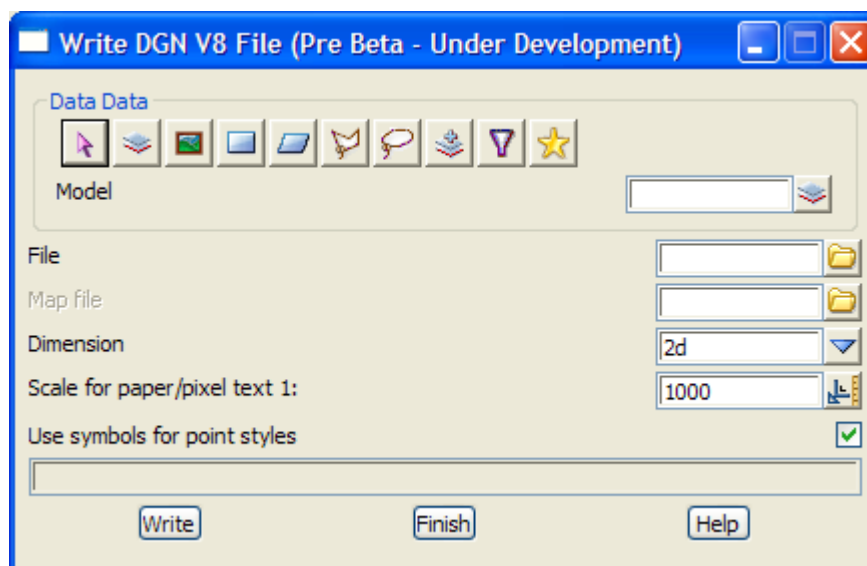 Write DGN V8 File (Pre Beta - Under Development)
Data Data
Model
File
Map file
Dimension 2d
Scale for paper/pixel text 1: 1000
Use symbols for point styles
Write Finish Help